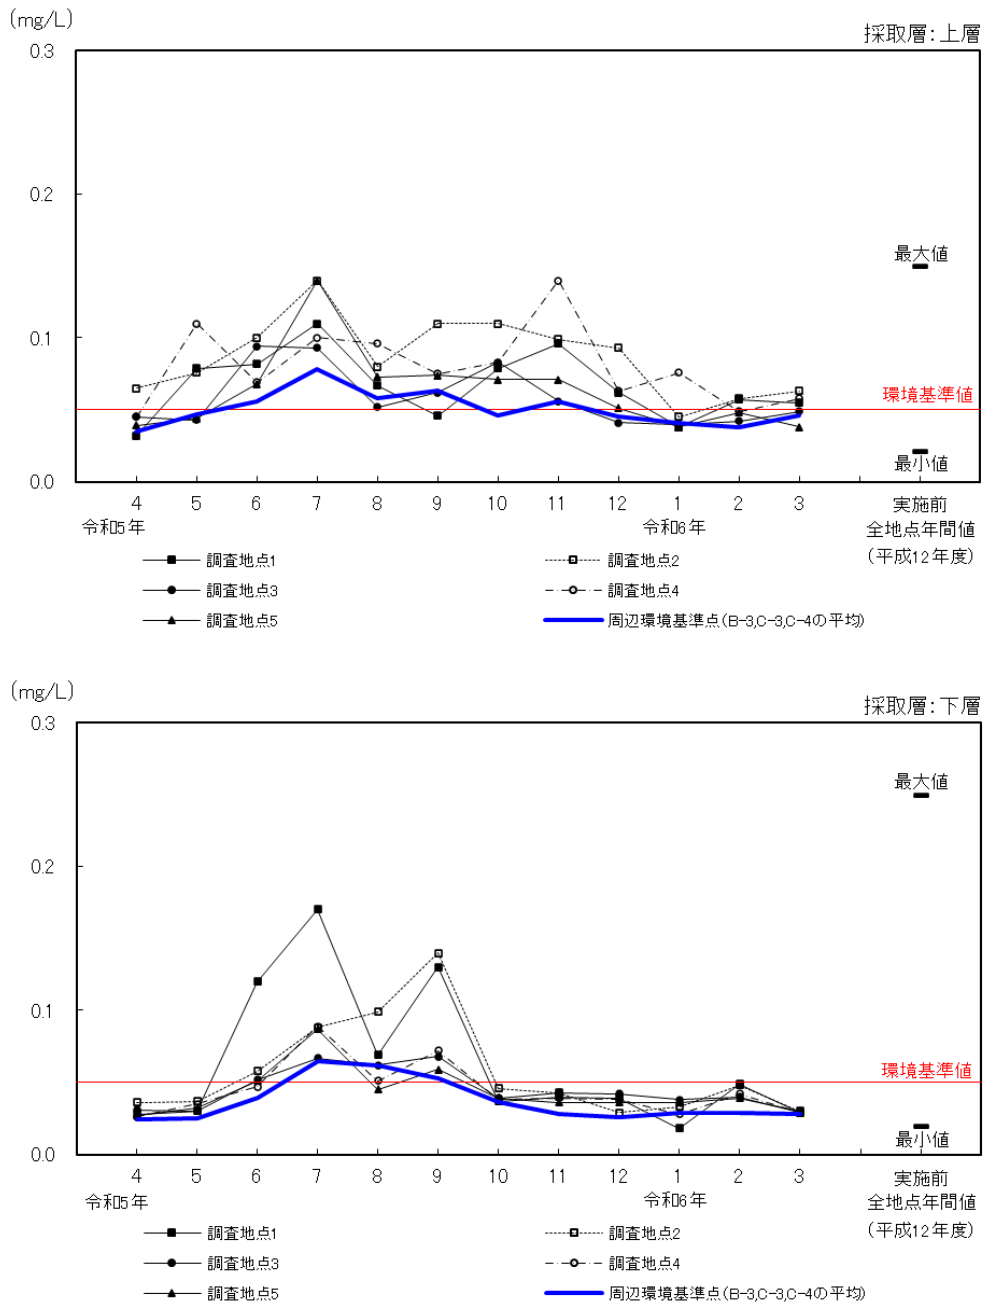 (mg/L)
採取層:上層
0.3
0.2
最大値
0.1
環境基準値
最小値
0.0
4 5 6 7 8 9 10 11 12 1 2 3 実施前
令和5年 令和6年 全地点年間値
(平成12年度)
調査地点1 調査地点2
調査地点3 調査地点4
調査地点5 周辺環境基準点(B-3,C-3,C-4の平均)
(mg/L)
採取層:下層
0.3
最大値
0.2
0.1
環境基準値
最小値
0.0
4 5 6 7 8 9 10 11 12 1 2 3 実施前
令和5年 令和6年 全地点年間値
(平成12年度)
調査地点1 調査地点2
調査地点3 調査地点4
調査地点5 周辺環境基準点(B-3,C-3,C-4の平均)